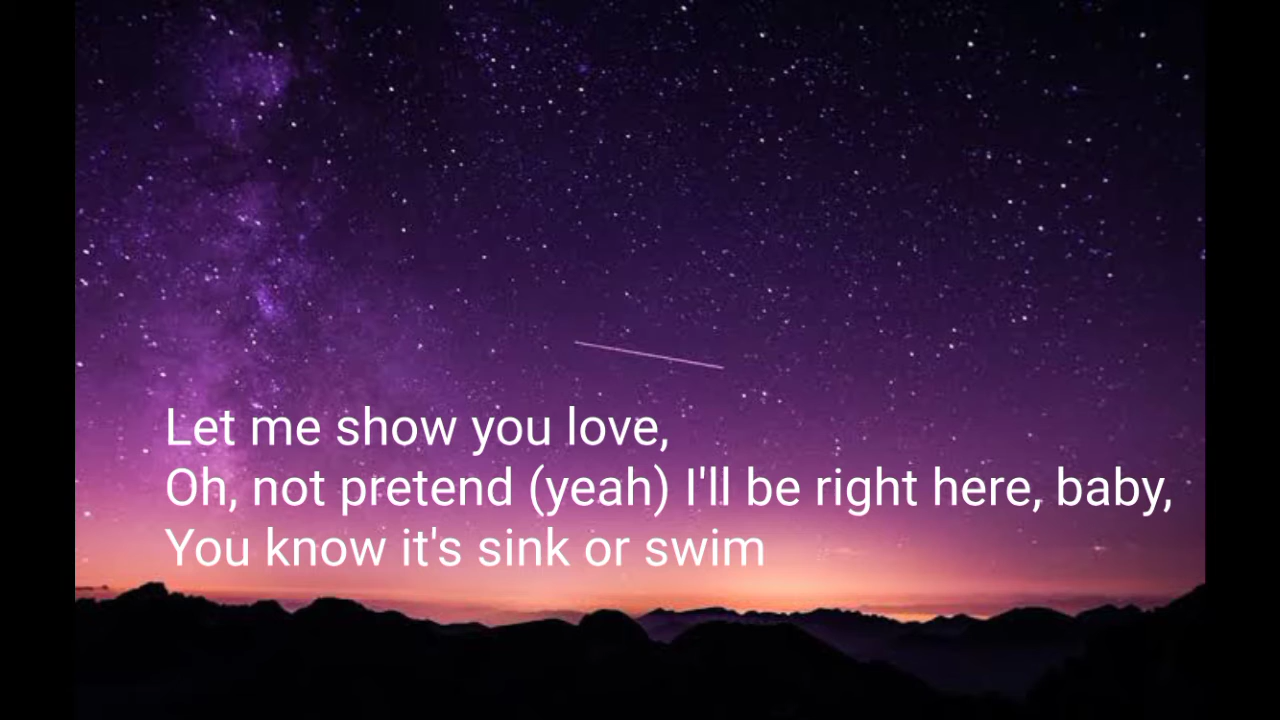 Let me show you love,
Oh, not pretend (yeah) I'll be right here, baby,
You know it's sink or swim